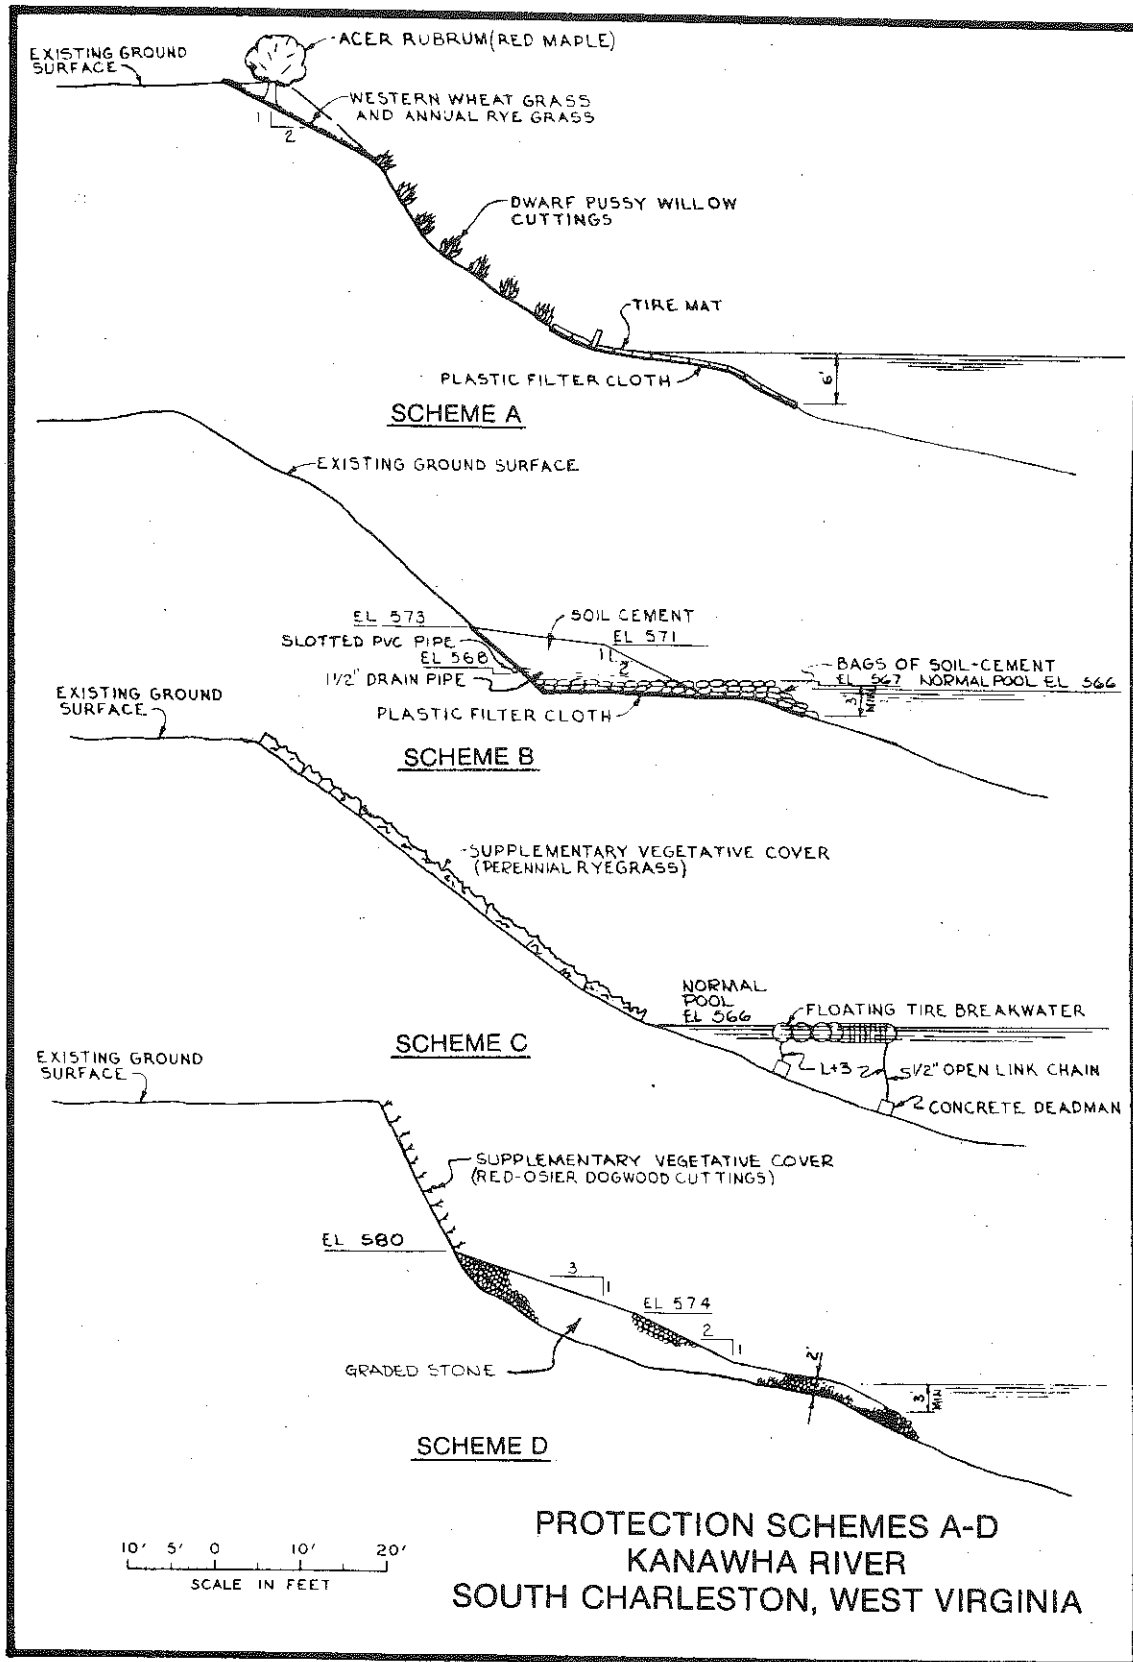 ACER RUBRUM (RED MAPLE)
EXISTING GROUND
SURFACE
WESTERN WHEAT GRASS
AND ANNUAL RYE GRASS
1
2
DWARF PUSSY WILLOW
CUTTINGS
TIRE MAT
PLASTIC FILTER CLOTH
6'
SCHEME A
EXISTING GROUND SURFACE
EL 573
SOIL CEMENT
SLOTTED PVC PIPE
EL 571
EL 568
1
2
1 1/2" DRAIN PIPE
BAGS OF SOIL-CEMENT
EL 567 NORMAL POOL EL 566
3'
MIN
PLASTIC FILTER CLOTH
SCHEME B
EXISTING GROUND
SURFACE
SUPPLEMENTARY VEGETATIVE COVER
(PERENNIAL RYEGRASS)
NORMAL
POOL
EL 566
FLOATING TIRE BREAKWATER
L+3
1/2" OPEN LINK CHAIN
CONCRETE DEADMAN
SCHEME C
EXISTING GROUND
SURFACE
SUPPLEMENTARY VEGETATIVE COVER
(RED-OSIER DOGWOOD CUTTINGS)
EL 580
3
1
EL 574
2
1
GRADED STONE
2'
3'
MIN
SCHEME D
10' 5' 0 10' 20'
SCALE IN FEET
PROTECTION SCHEMES A-D
KANAWHA RIVER
SOUTH CHARLESTON, WEST VIRGINIA